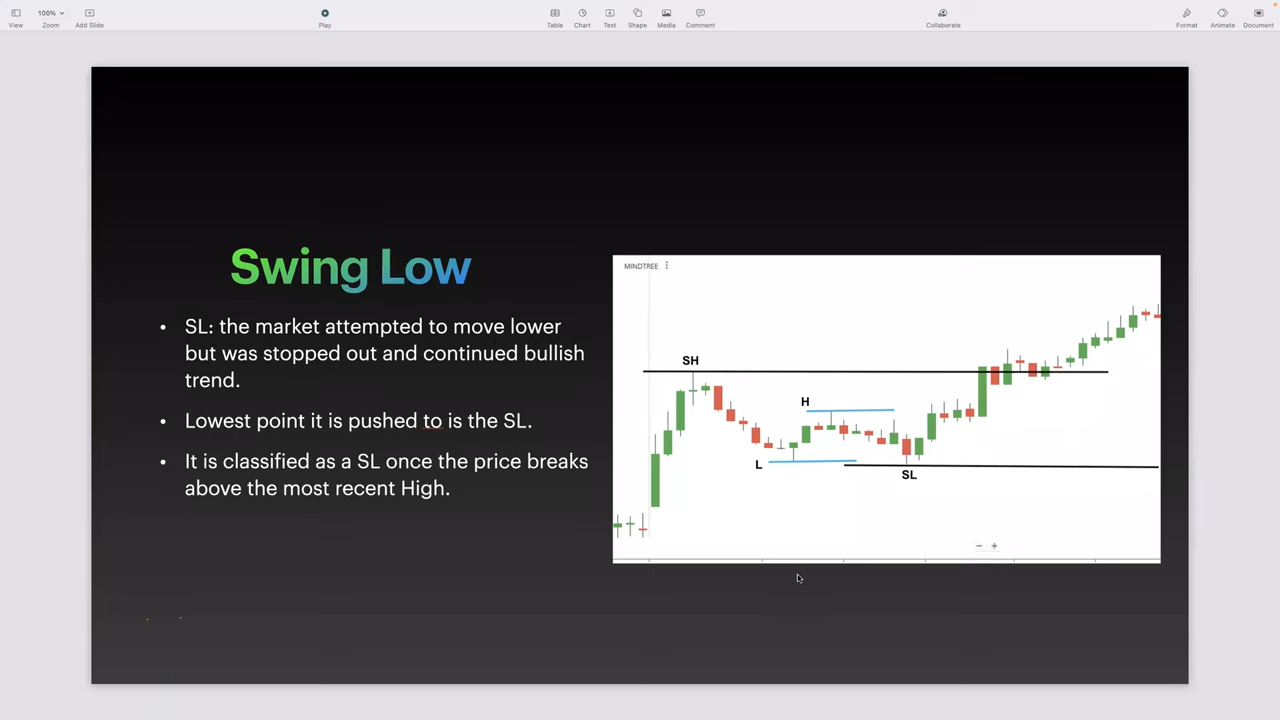 View
100%
Zoom
Add Slide
Play
Table
Chart
Text
Shape
Media
Comment
Collaborate
Format
Animate
Document
Swing Low
• SL: the market attempted to move lower
but was stopped out and continued bullish
trend.
• Lowest point it is pushed to is the SL.
• It is classified as a SL once the price breaks
above the most recent High.
MINDTREE
SH
H
L
SL